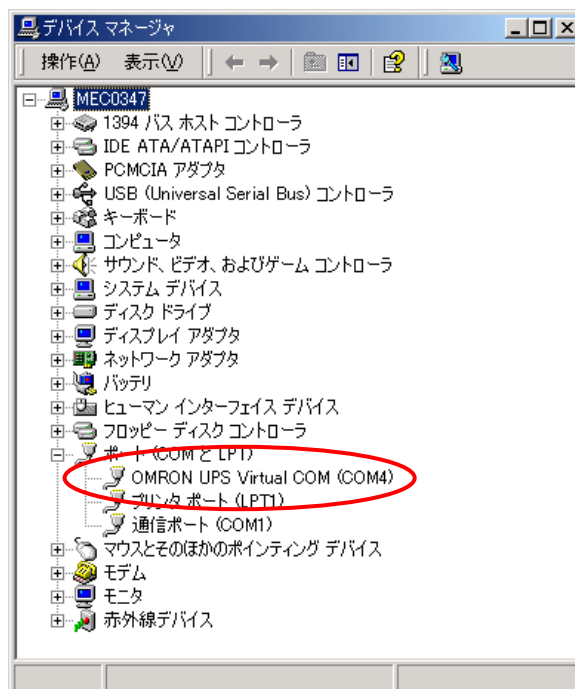 デバイス マネージャ
操作(A) 表示(V)
MEC0347
1394 バス ホスト コントローラ
IDE ATA/ATAPI コントローラ
PCMCIA アダプタ
USB (Universal Serial Bus) コントローラ
キーボード
コンピュータ
サウンド、ビデオ、およびゲーム コントローラ
システム デバイス
ディスク ドライブ
ディスプレイ アダプタ
ネットワーク アダプタ
バッテリ
ヒューマン インターフェイス デバイス
フロッピー ディスク コントローラ
ポート (COM と LPT)
OMRON UPS Virtual COM (COM4)
プリンタ ポート (LPT1)
通信ポート (COM1)
マウスとそのほかのポインティング デバイス
モデム
モニタ
赤外線デバイス